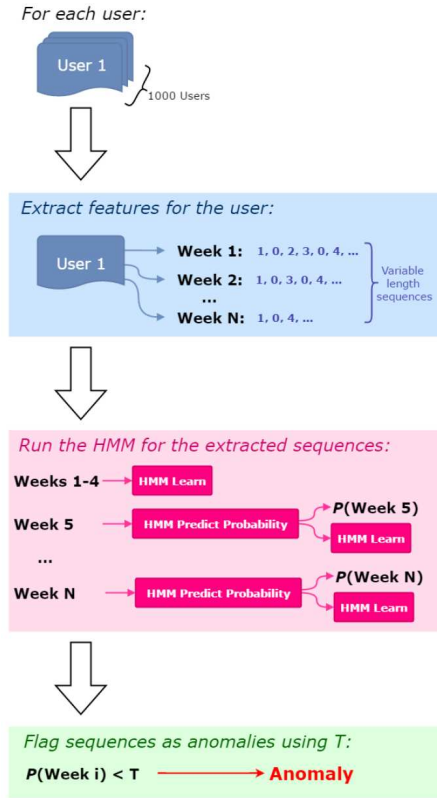 For each user:
User 1
1000 Users
Extract features for the user:
User 1
Week 1: 1, 0, 2, 3, 0, 4, ...
Week 2: 1, 0, 3, 0, 4, ...
...
Week N: 1, 0, 4, ...
Variable
length
sequences
Run the HMM for the extracted sequences:
Weeks 1-4 HMM Learn
Week 5 HMM Predict Probability P(Week 5)
HMM Learn
...
Week N HMM Predict Probability P(Week N)
HMM Learn
Flag sequences as anomalies using T:
P(Week i) < T Anomaly